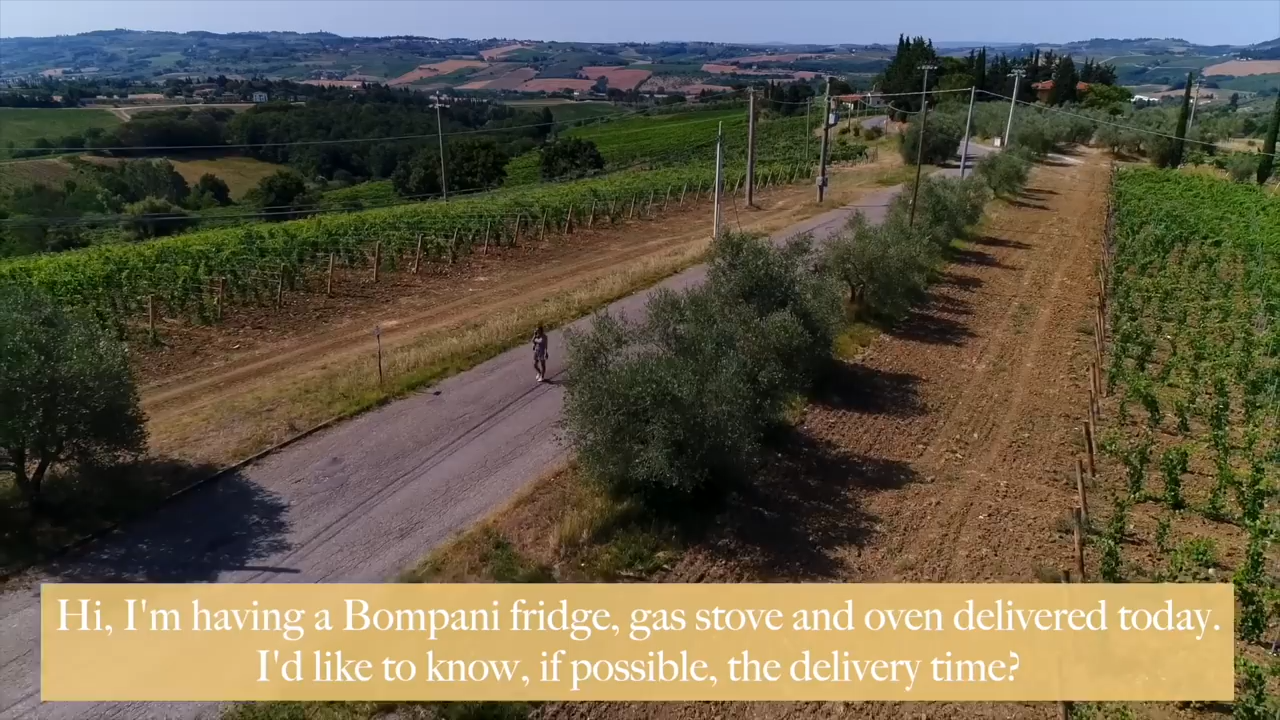 Hi, I'm having a Bompani fridge, gas stove and oven delivered today.
I'd like to know, if possible, the delivery time?